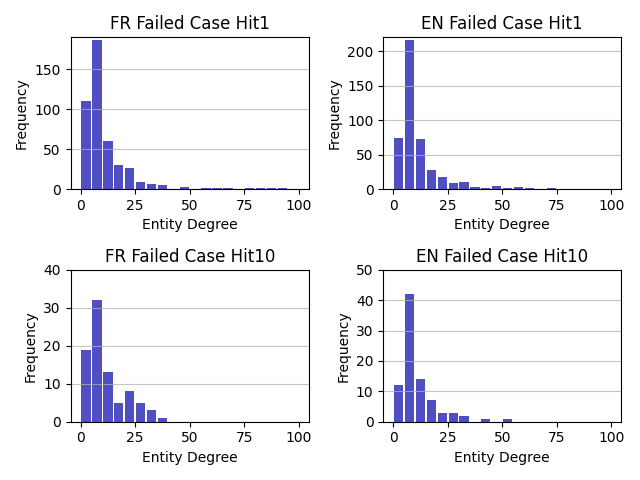 FR Failed Case Hit1
Frequency
150
100
50
0
0 25 50 75 100
Entity Degree
EN Failed Case Hit1
Frequency
200
150
100
50
0
0 25 50 75 100
Entity Degree
FR Failed Case Hit10
Frequency
40
30
20
10
0
0 25 50 75 100
Entity Degree
EN Failed Case Hit10
Frequency
50
40
30
20
10
0
0 25 50 75 100
Entity Degree